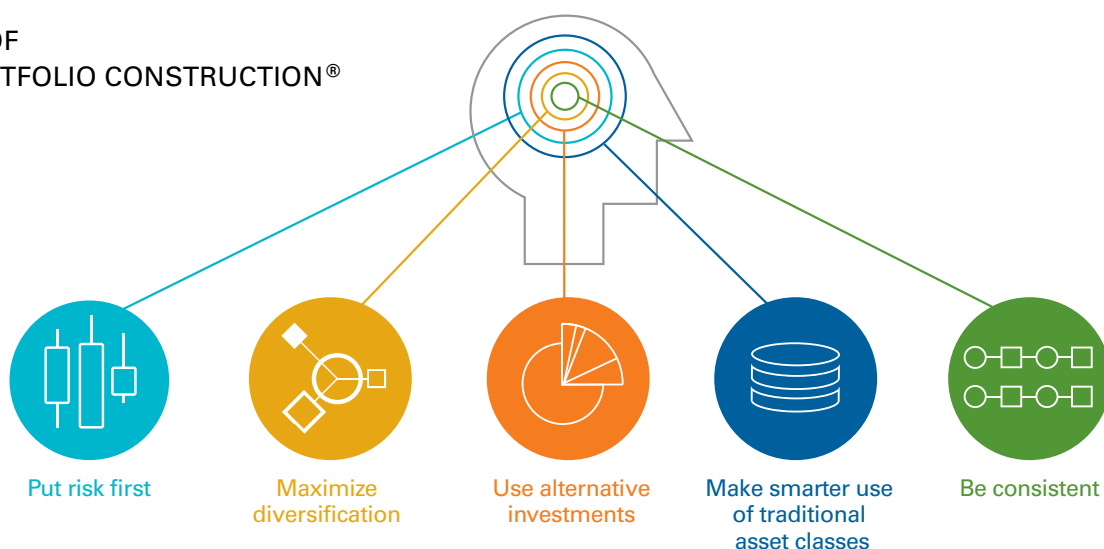 OF
TFOLIO CONSTRUCTION®
Put risk first
Maximize
diversification
Use alternative
investments
Make smarter use
of traditional
asset classes
Be consistent